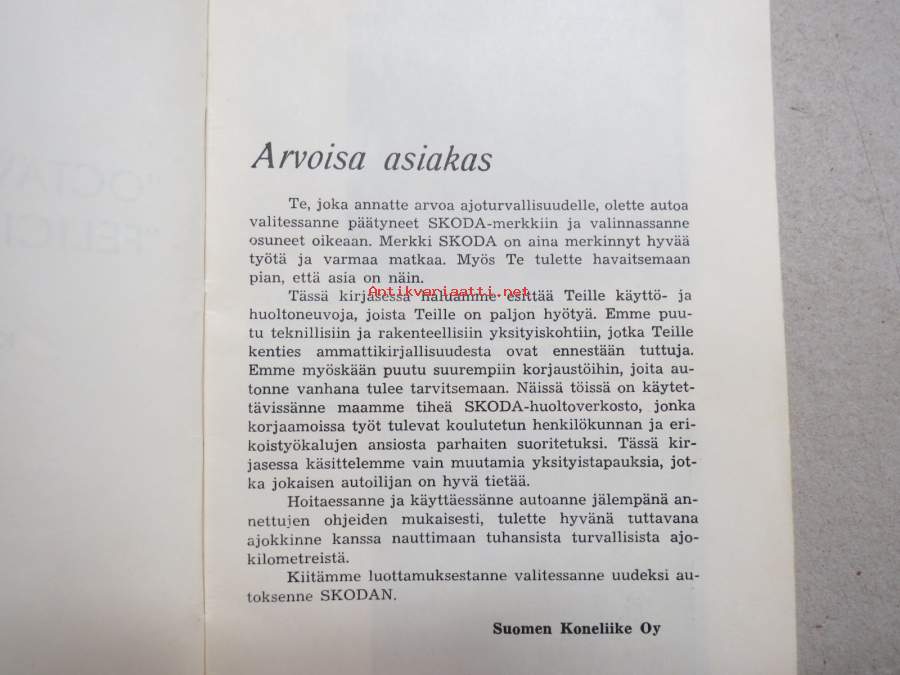 "OCTAV
"FELICI
Arvoisa asiakas
Te, joka annatte arvoa ajoturvallisuudelle, olette autoa
valitessanne päätyneet SKODA-merkkiin ja valinnassanne
osuneet oikeaan. Merkki SKODA on aina merkinnyt hyvää
työtä ja varmaa matkaa. Myös Te tulette havaitsemaan
pian, että asia on näin.
Antikvariaatti.net
Tässä kirjasessa haluamme esittää Teille käyttö- ja
huoltoneuvoja, joista Teille on paljon hyötyä. Emme puu-
tu teknillisiin ja rakenteellisiin yksityiskohtiin, jotka Teille
kenties ammattikirjallisuudesta ovat ennestään tuttuja.
Emme myöskään puutu suurempiin korjaustöihin, joita au-
tonne vanhana tulee tarvitsemaan. Näissä töissä on käytet-
tävissänne maamme tiheä SKODA-huoltoverkosto, jonka
korjaamoissa työt tulevat koulutetun henkilökunnan ja eri-
koistyökalujen ansiosta parhaiten suoritetuksi. Tässä kir-
jasessa käsittelemme vain muutamia yksityistapauksia, jot-
ka jokaisen autoilijan on hyvä tietää.
Hoitaessanne ja käyttäessänne autoanne jälempänä an-
nettujen ohjeiden mukaisesti, tulette hyvänä tuttavana
ajokkinne kanssa nauttimaan tuhansista turvallisista ajo-
kilometreistä.
Kiitämme luottamuksestanne valitessanne uudeksi au-
toksenne SKODAN.
Suomen Koneliike Oy